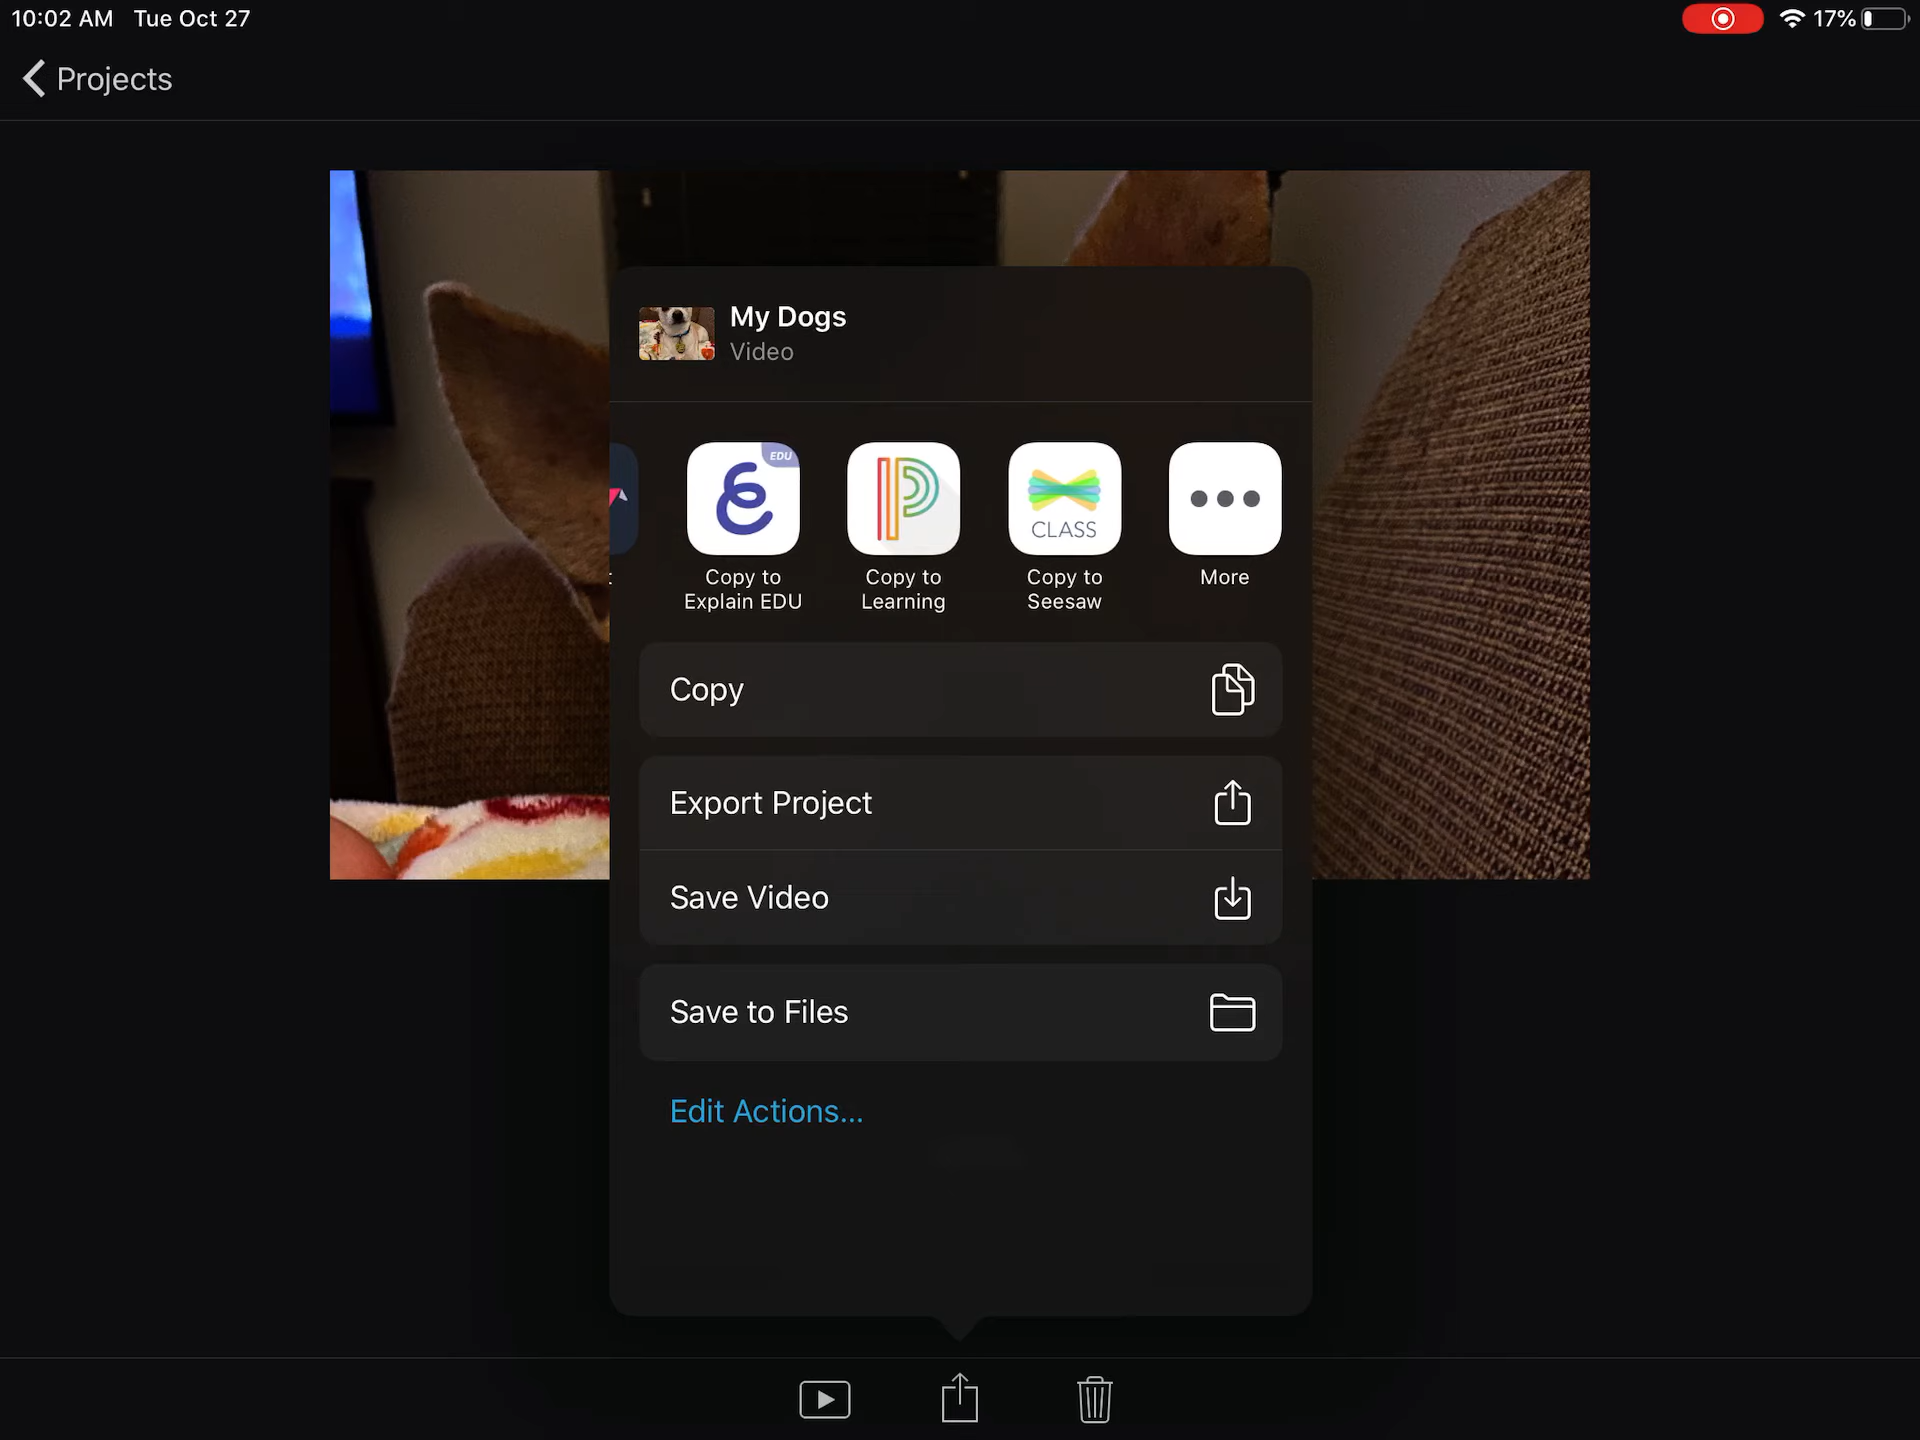 10:02 AM Tue Oct 27
17%
Projects
My Dogs
Video
EDU
CLASS
Copy to
Explain EDU
Copy to
Learning
Copy to
Seesaw
More
Copy
Export Project
Save Video
Save to Files
Edit Actions...